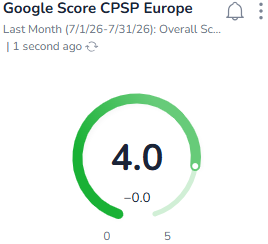 Google Score CPSP Europe
Last Month (7/1/26-7/31/26): Overall Sc...
| 1 second ago
4.0
–0.0
0 5